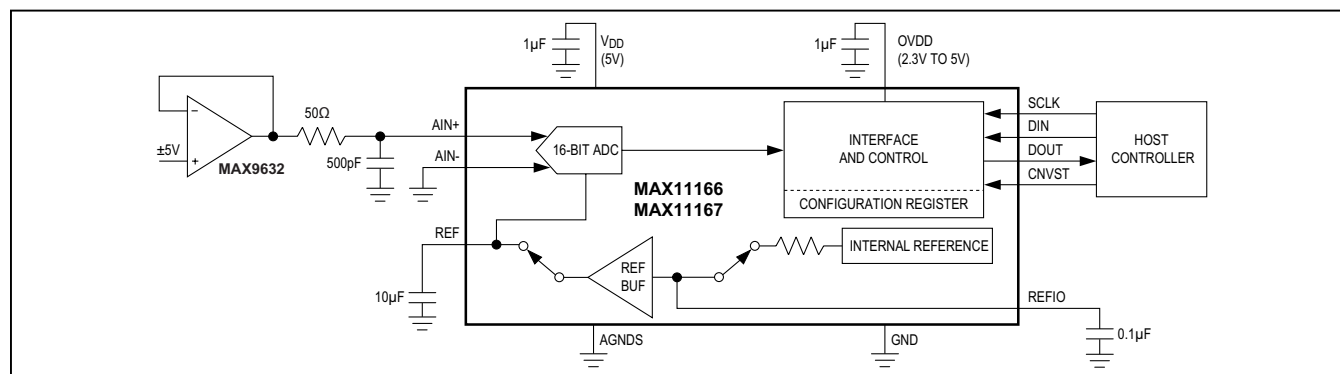 1µF
VDD
(5V)
1µF
OVDD
(2.3V TO 5V)
50Ω
±5V
−
+
MAX9632
500pF
AIN+
AIN-
16-BIT ADC
MAX11166
MAX11167
INTERFACE
AND CONTROL
CONFIGURATION REGISTER
SCLK
DIN
DOUT
CNVST
HOST
CONTROLLER
REF
10µF
REF
BUF
INTERNAL REFERENCE
REFIO
0.1µF
AGNDS
GND